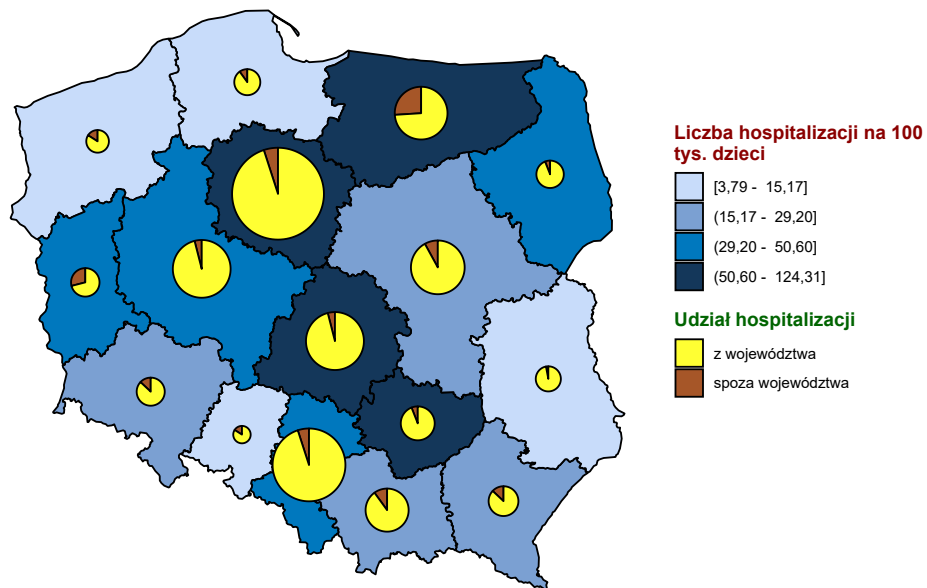 Liczba hospitalizacji na 100
tys. dzieci
[3,79 - 15,17]
(15,17 - 29,20]
(29,20 - 50,60]
(50,60 - 124,31]
Udział hospitalizacji
z województwa
spoza województwa